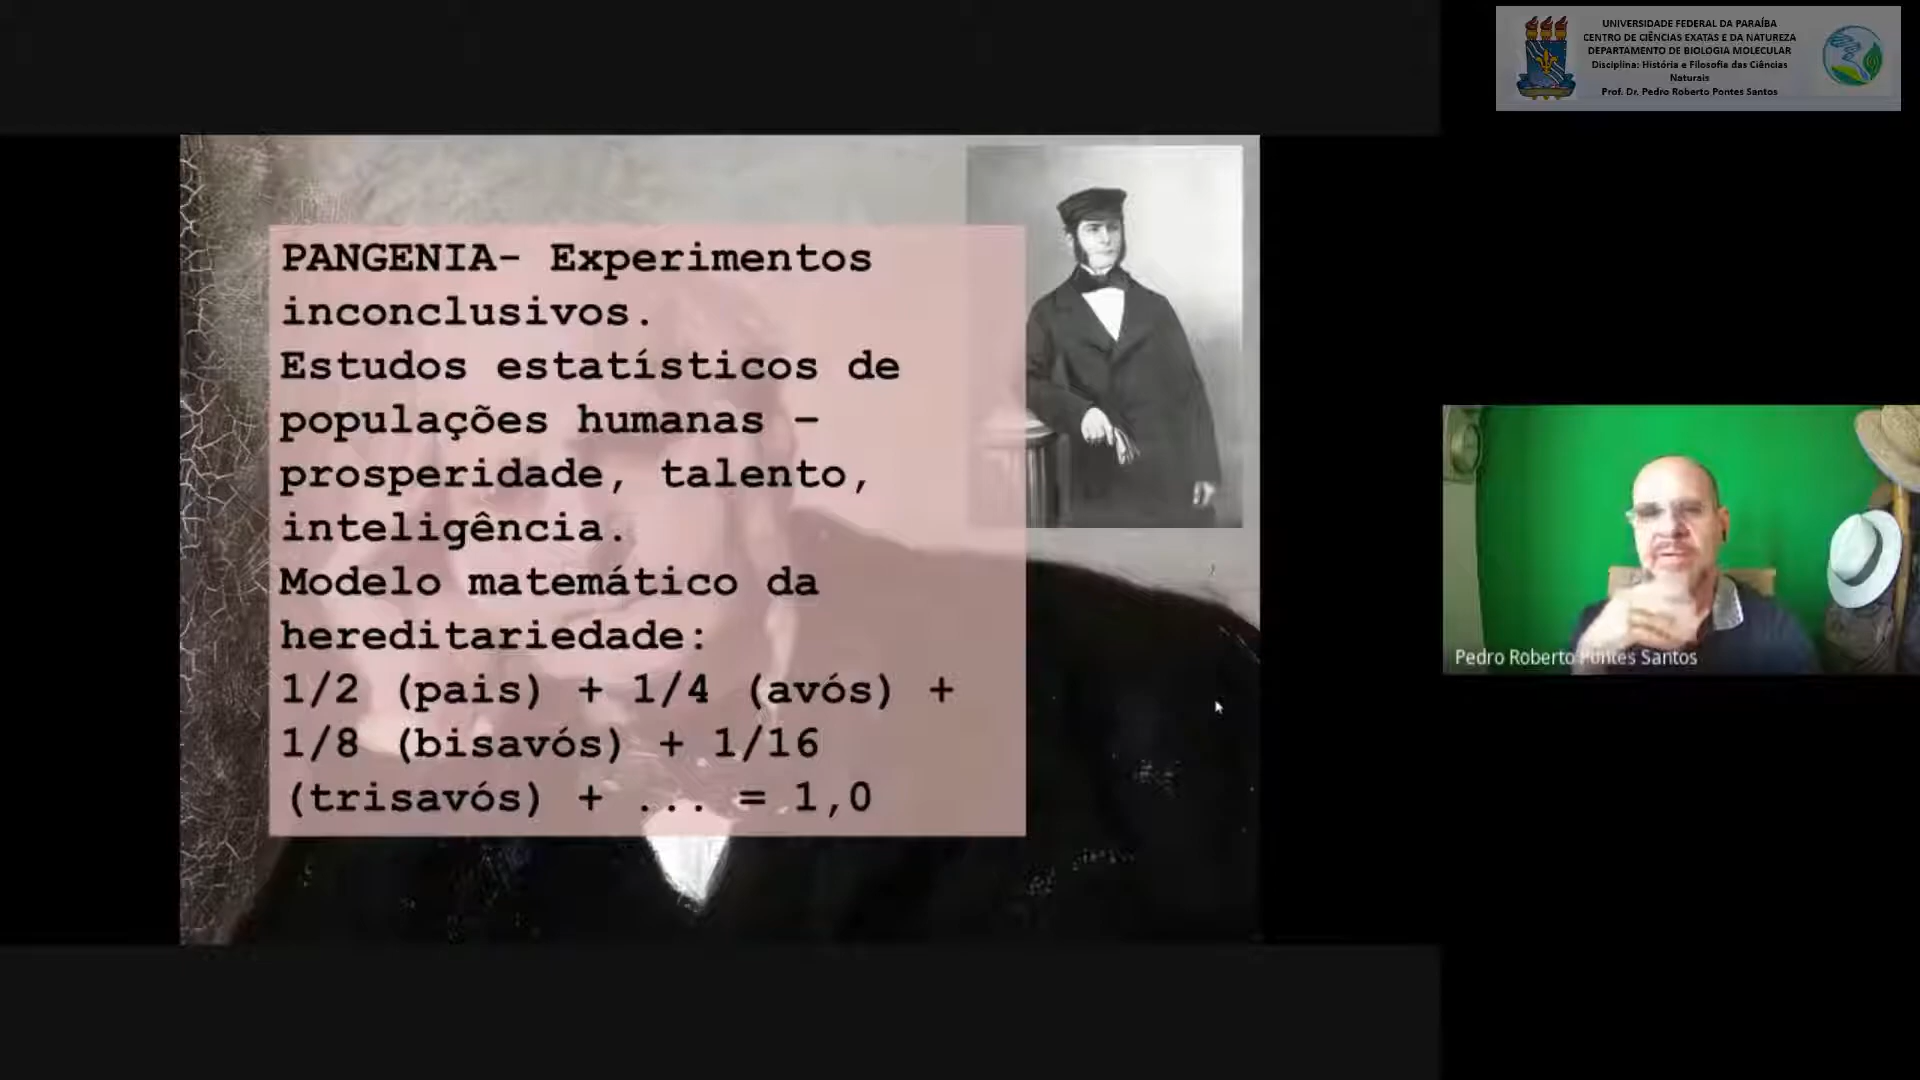 UNIVERSIDADE FEDERAL DA PARAÍBA
CENTRO DE CIÊNCIAS EXATAS E DA NATUREZA
DEPARTAMENTO DE BIOLOGIA MOLECULAR
Disciplina: História e Filosofia das Ciências
Naturais
Prof. Dr. Pedro Roberto Pontes Santos
PANGENIA- Experimentos
inconclusivos.
Estudos estatísticos de
populações humanas –
prosperidade, talento,
inteligência.
Modelo matemático da
hereditariedade:
1/2 (pais) + 1/4 (avós) +
1/8 (bisavós) + 1/16
(trisavós) + ... = 1,0
Pedro Roberto Pontes Santos